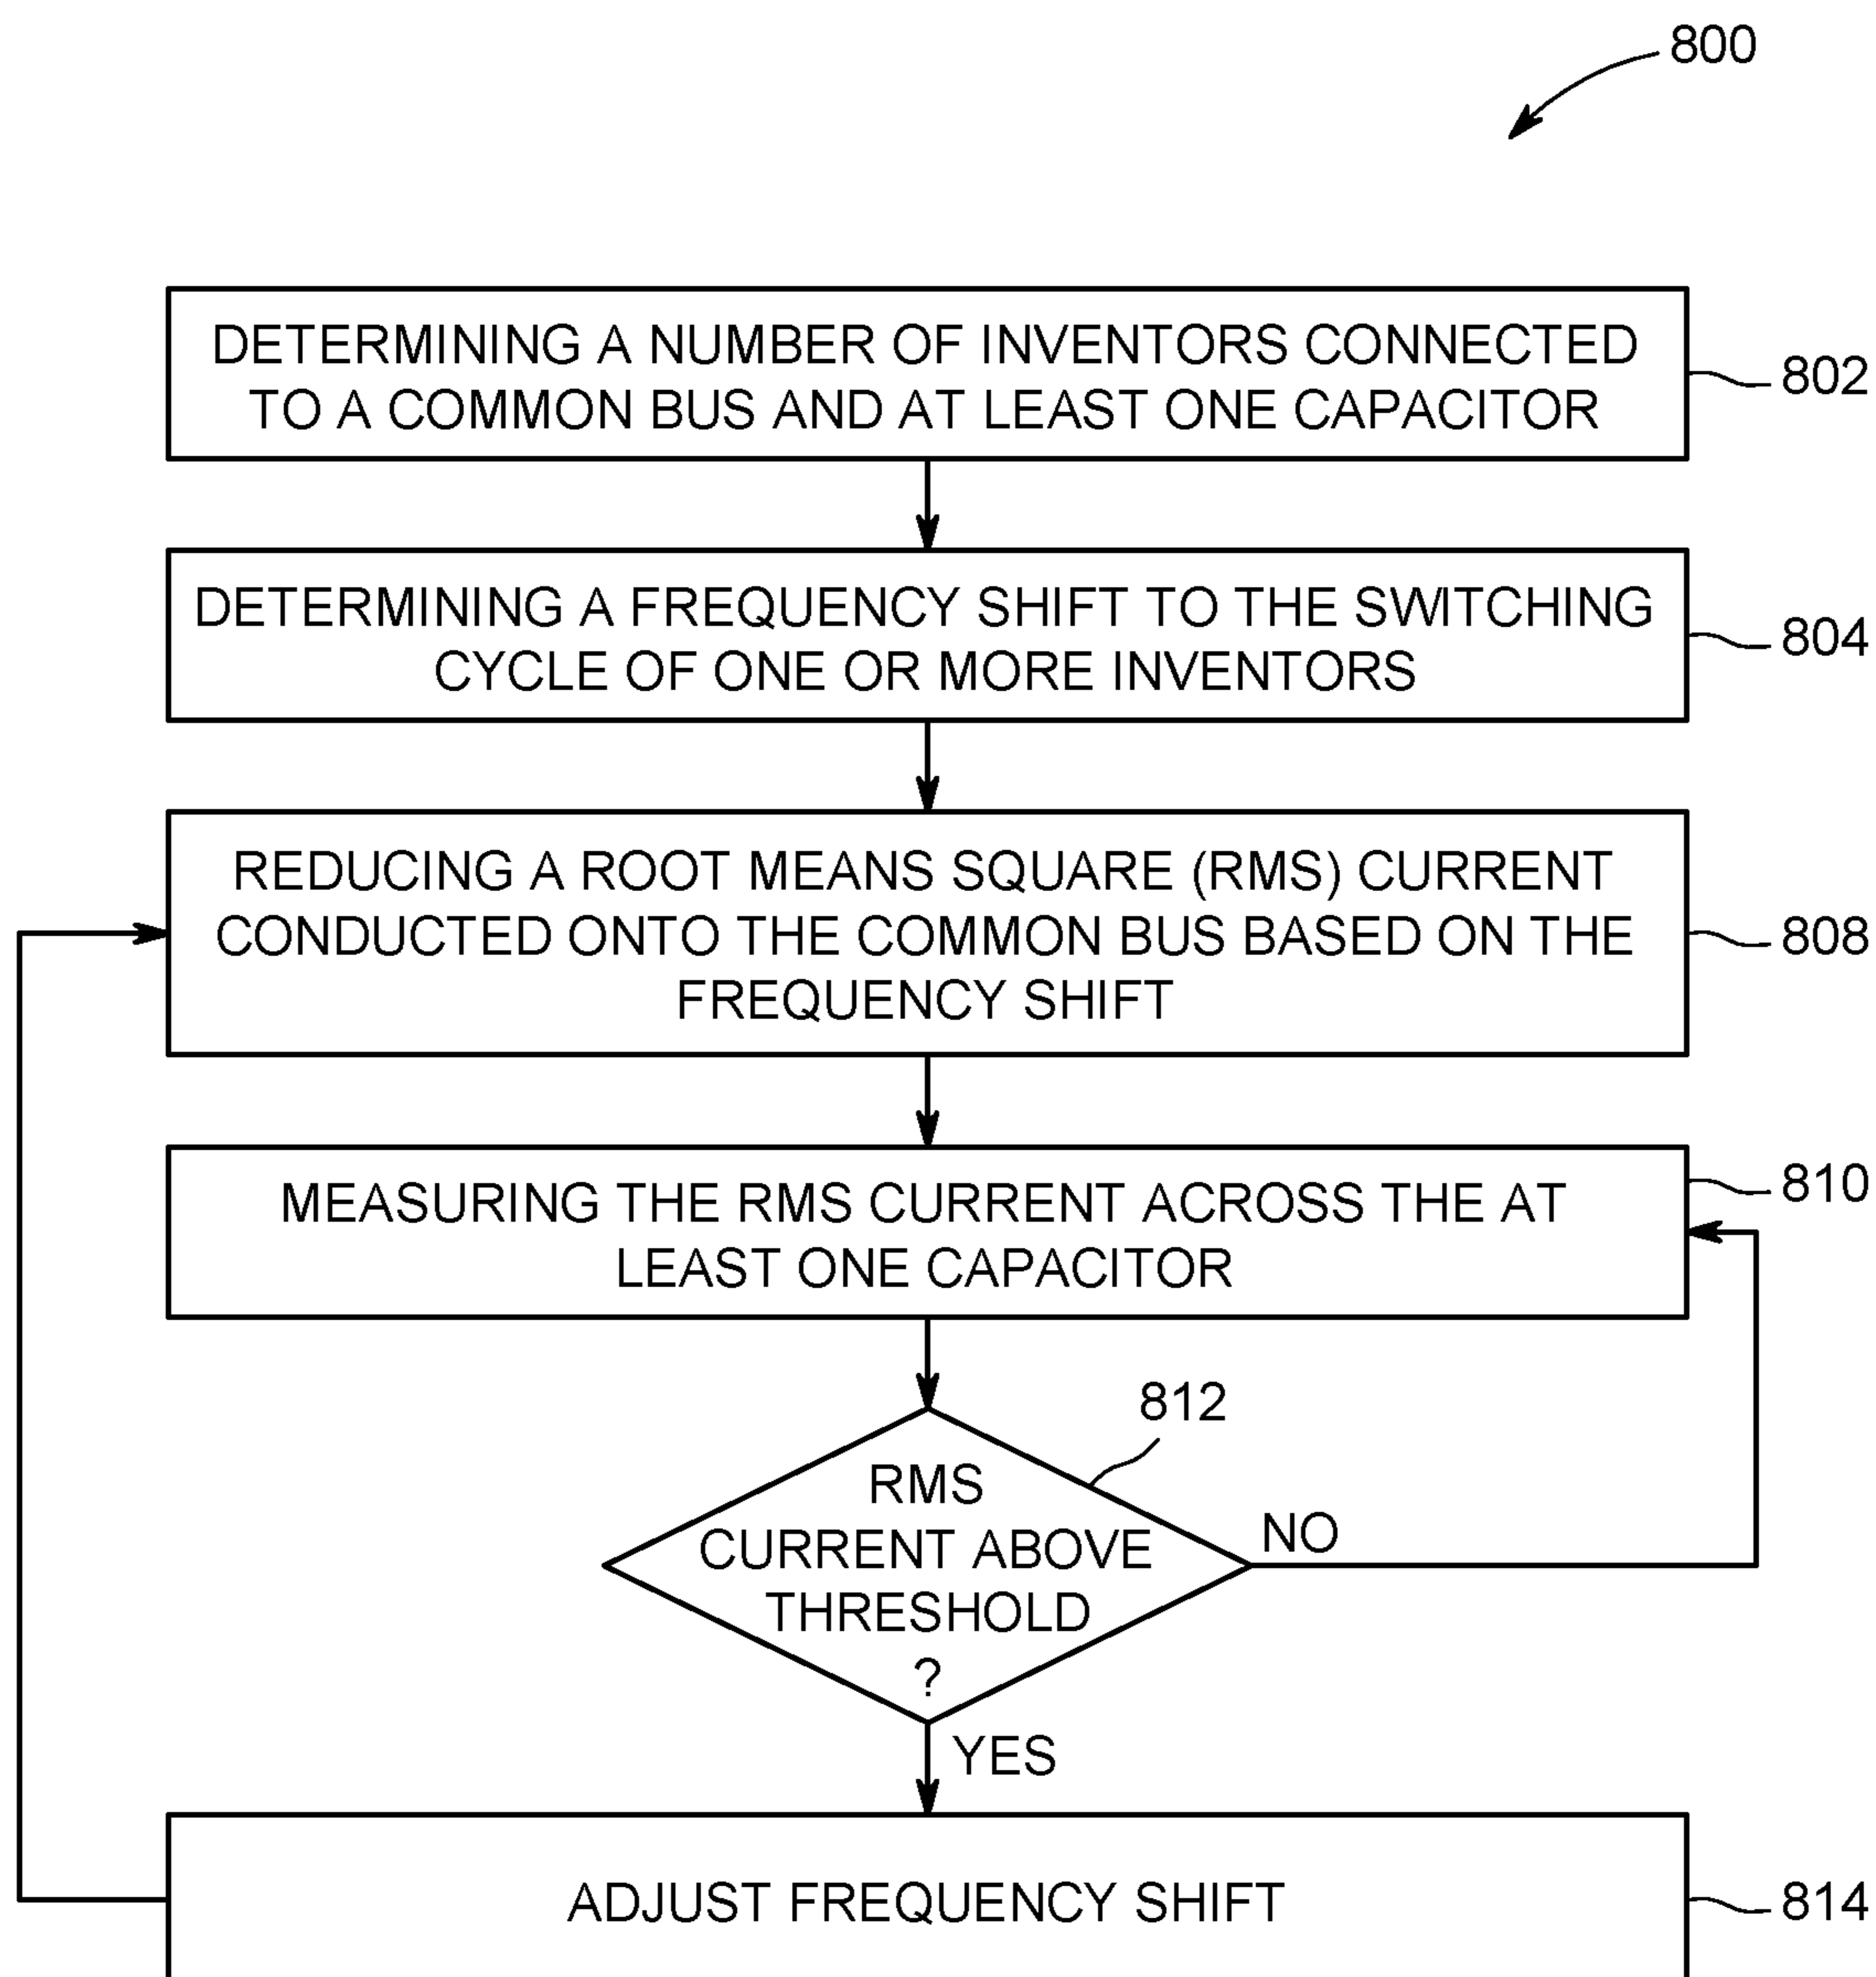 800
DETERMINING A NUMBER OF INVENTORS CONNECTED
TO A COMMON BUS AND AT LEAST ONE CAPACITOR
802
DETERMINING A FREQUENCY SHIFT TO THE SWITCHING
CYCLE OF ONE OR MORE INVENTORS
804
REDUCING A ROOT MEANS SQUARE (RMS) CURRENT
CONDUCTED ONTO THE COMMON BUS BASED ON THE
FREQUENCY SHIFT
808
MEASURING THE RMS CURRENT ACROSS THE AT
LEAST ONE CAPACITOR
810
812
RMS
CURRENT ABOVE
THRESHOLD
?
NO
YES
ADJUST FREQUENCY SHIFT
814